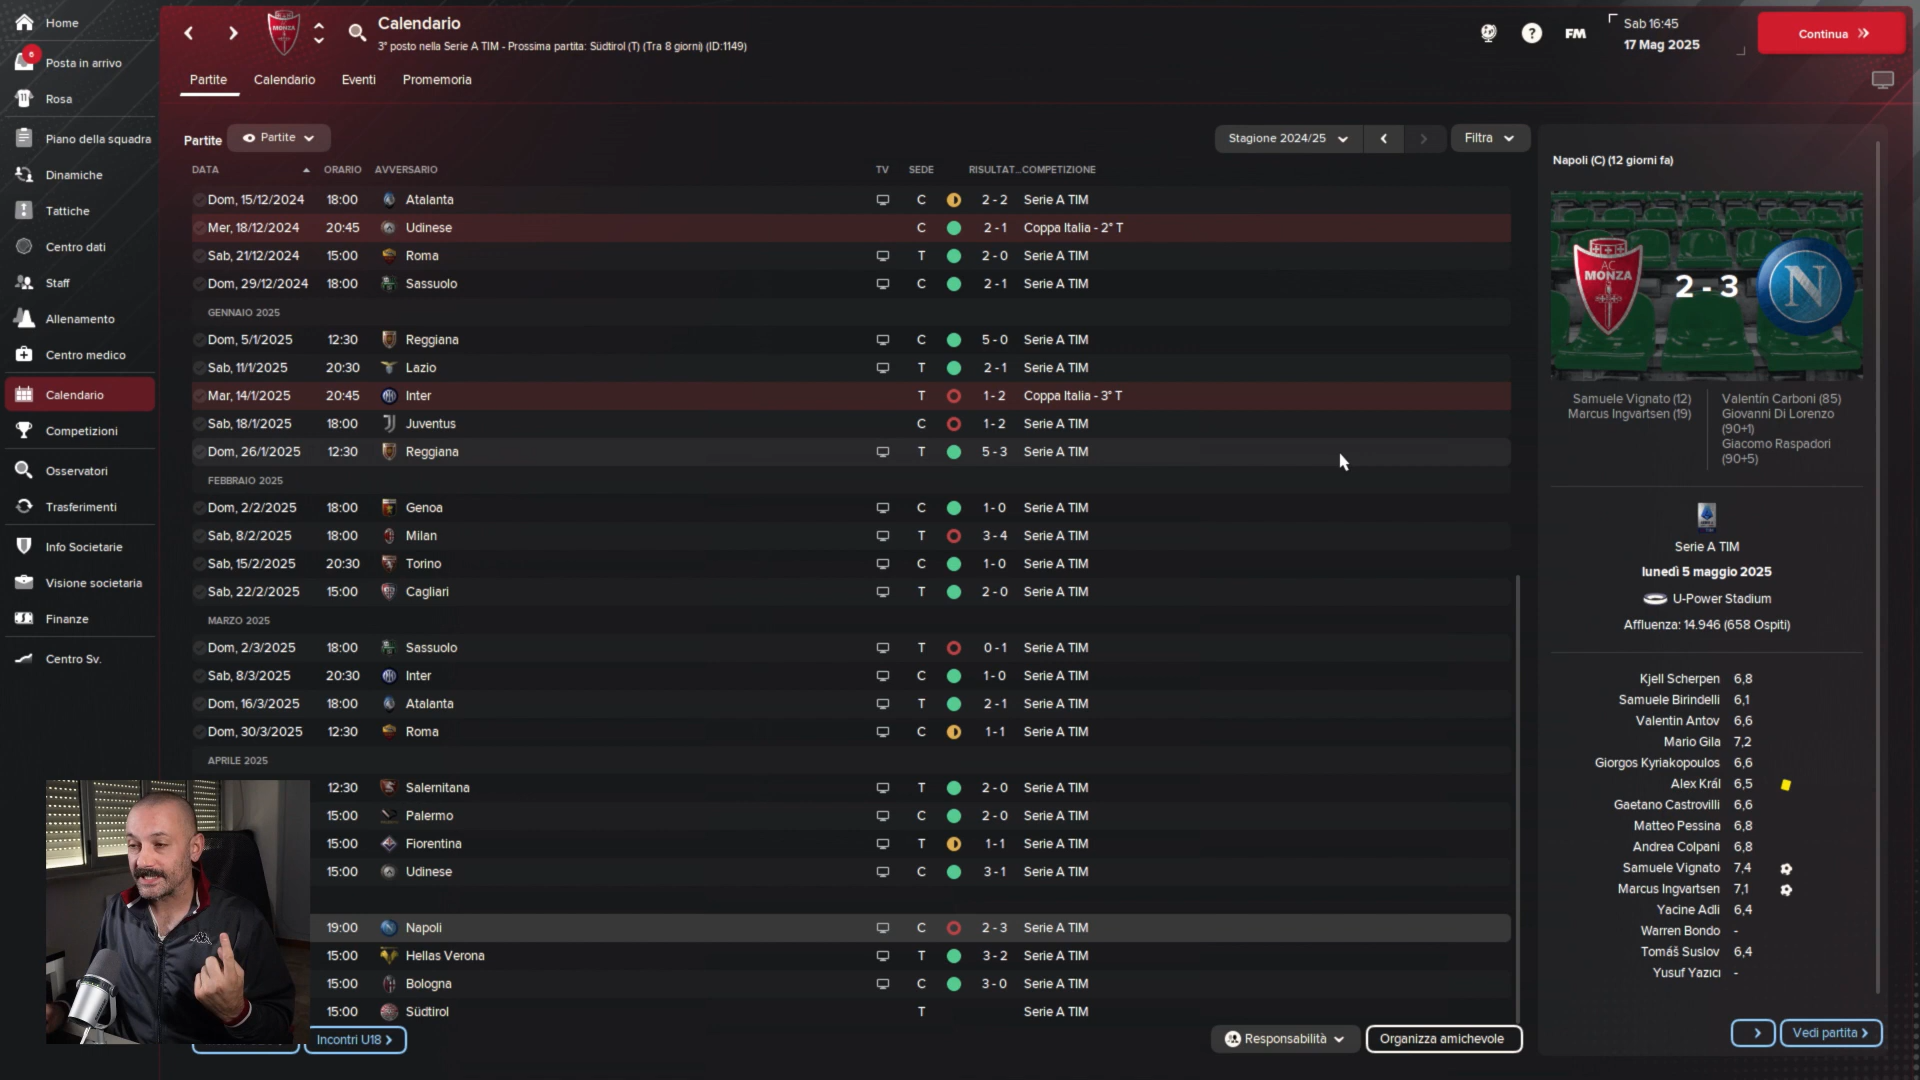 Home
6
Posta in arrivo
Rosa
Piano della squadra
Dinamiche
Tattiche
Centro dati
Staff
Allenamento
Centro medico
Calendario
Competizioni
Osservatori
Trasferimenti
Info Societarie
Visione societaria
Finanze
Centro Sv.
Calendario
3° posto nella Serie A TIM - Prossima partita: Südtirol (T) (Tra 8 giorni) (ID:1149)
FM
Sab 16:45
17 Mag 2025
Continua
Partite Calendario Eventi Promemoria
Partite Partite
Stagione 2024/25
Filtra
DATA ORARIO AVVERSARIO TV SEDE RISULTAT... COMPETIZIONE
Dom, 15/12/2024 18:00 Atalanta C 2 - 2 Serie A TIM
Mer, 18/12/2024 20:45 Udinese C 2 - 1 Coppa Italia - 2° T
Sab, 21/12/2024 15:00 Roma T 2 - 0 Serie A TIM
Dom, 29/12/2024 18:00 Sassuolo C 2 - 1 Serie A TIM
GENNAIO 2025
Dom, 5/1/2025 12:30 Reggiana C 5 - 0 Serie A TIM
Sab, 11/1/2025 20:30 Lazio T 2 - 1 Serie A TIM
Mar, 14/1/2025 20:45 Inter T 1 - 2 Coppa Italia - 3° T
Sab, 18/1/2025 18:00 Juventus C 1 - 2 Serie A TIM
Dom, 26/1/2025 12:30 Reggiana T 5 - 3 Serie A TIM
FEBBRAIO 2025
Dom, 2/2/2025 18:00 Genoa C 1 - 0 Serie A TIM
Sab, 8/2/2025 18:00 Milan T 3 - 4 Serie A TIM
Sab, 15/2/2025 20:30 Torino C 1 - 0 Serie A TIM
Sab, 22/2/2025 15:00 Cagliari T 2 - 0 Serie A TIM
MARZO 2025
Dom, 2/3/2025 18:00 Sassuolo T 0 - 1 Serie A TIM
Sab, 8/3/2025 20:30 Inter C 1 - 0 Serie A TIM
Dom, 16/3/2025 18:00 Atalanta T 2 - 1 Serie A TIM
Dom, 30/3/2025 12:30 Roma C 1 - 1 Serie A TIM
APRILE 2025
12:30 Salernitana T 2 - 0 Serie A TIM
15:00 Palermo C 2 - 0 Serie A TIM
15:00 Fiorentina T 1 - 1 Serie A TIM
15:00 Udinese C 3 - 1 Serie A TIM
19:00 Napoli C 2 - 3 Serie A TIM
15:00 Hellas Verona T 3 - 2 Serie A TIM
15:00 Bologna C 3 - 0 Serie A TIM
15:00 Südtirol T Serie A TIM
Incontri U18
Responsabilità
Organizza amichevole
Napoli (C) (12 giorni fa)
AC
MONZA
2 - 3
N
Samuele Vignato (12)
Marcus Ingvartsen (19)
Valentín Carboni (85)
Giovanni Di Lorenzo
(90+1)
Giacomo Raspadori
(90+5)
Serie A TIM
lunedì 5 maggio 2025
U-Power Stadium
Affluenza: 14.946 (658 Ospiti)
Kjell Scherpen 6,8
Samuele Birindelli 6,1
Valentin Antov 6,6
Mario Gila 7,2
Giorgos Kyriakopoulos 6,6
Alex Král 6,5
Gaetano Castrovilli 6,6
Matteo Pessina 6,8
Andrea Colpani 6,8
Samuele Vignato 7,4
Marcus Ingvartsen 7,1
Yacine Adli 6,4
Warren Bondo -
Tomáš Suslov 6,4
Yusuf Yazıcı -
Vedi partita